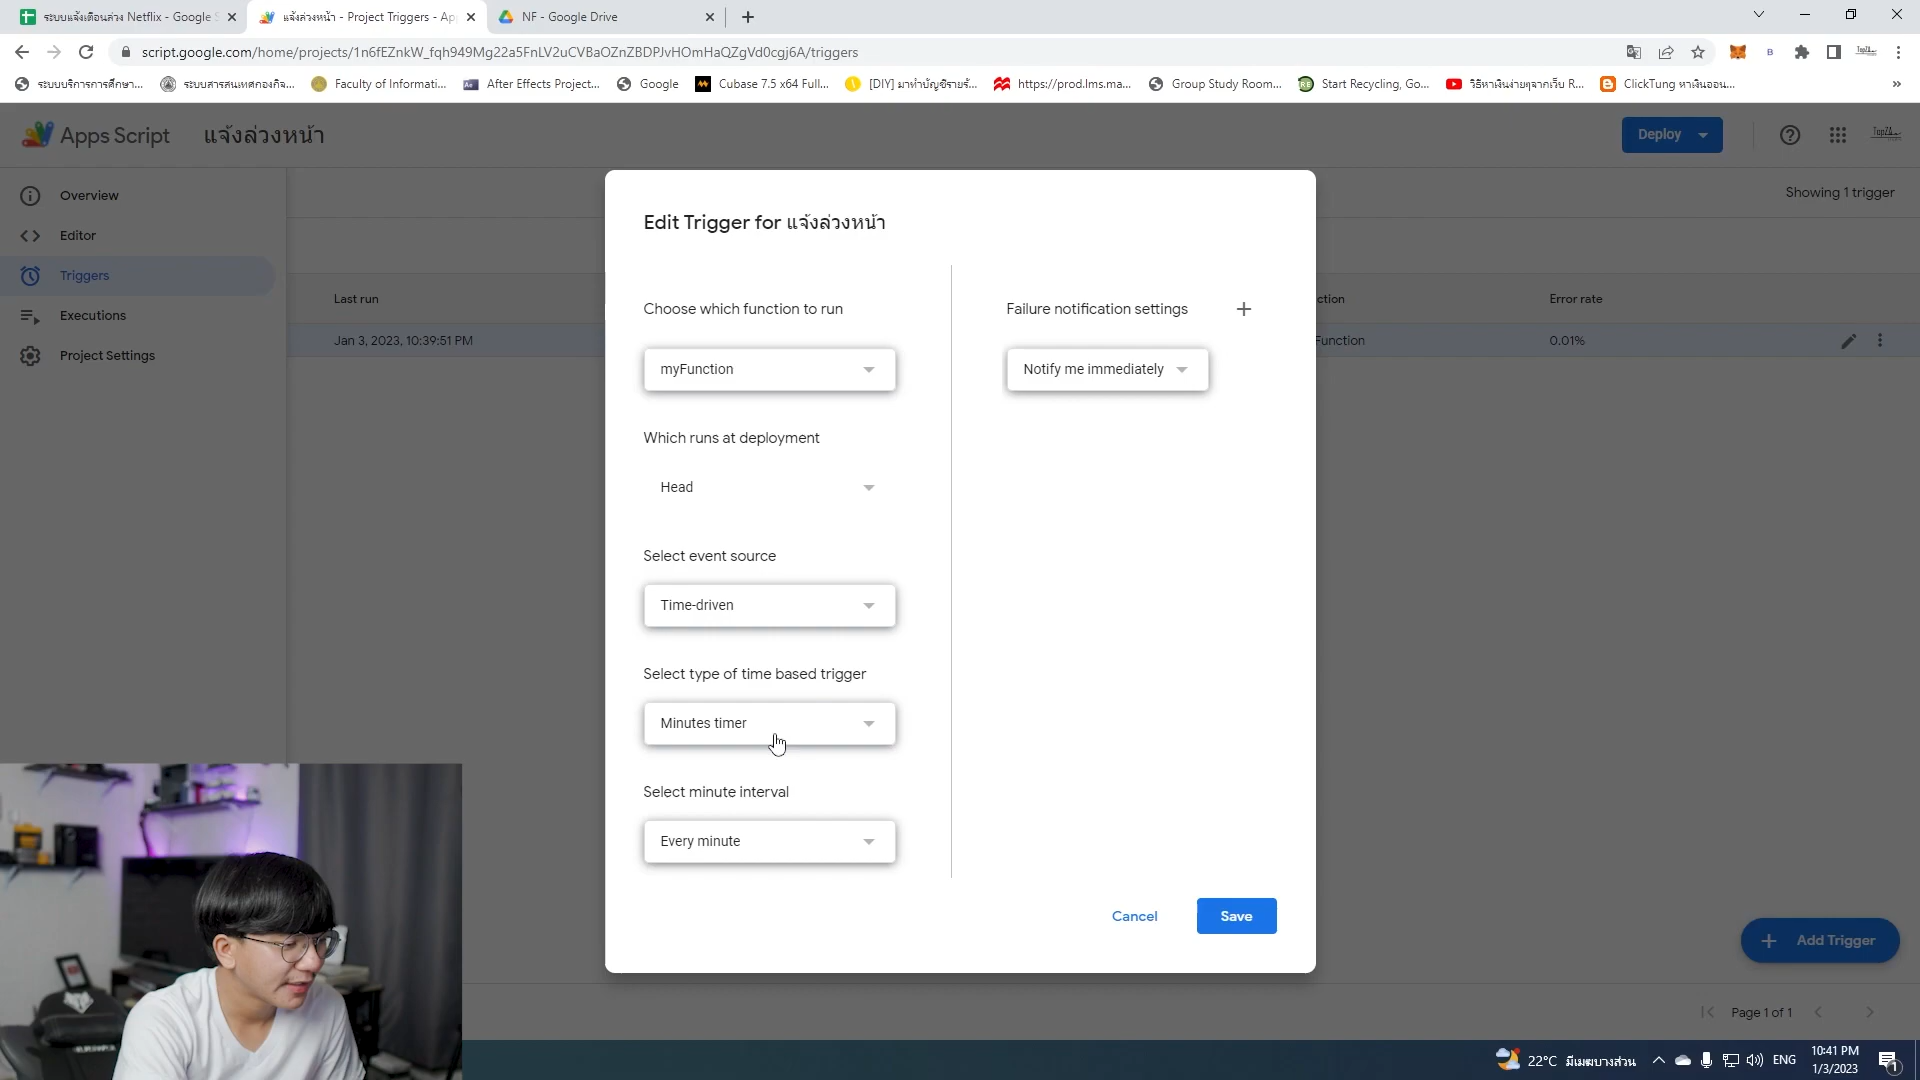 ระบบแจ้งเตือนล่วง Netflix - Google S
แจ้งล่วงหน้า - Project Triggers - Ap
NF - Google Drive
script.google.com/home/projects/1n6fEZnkW_fqh949Mg22a5FnLV2uCVBaOZnZBDPJvHOmHaQZgVd0cgj6A/triggers
ระบบบริการการศึกษา...
ระบบสารสนเทศกองกิจ...
Faculty of Informati...
After Effects Project...
Google
Cubase 7.5 x64 Full...
[DIY] มาทำบัญชีรายรั...
https://prod.lms.ma...
Group Study Room...
Start Recycling, Go...
วิธีหาเงินง่ายๆจากเว็บ R...
ClickTung หาเงินออน...
Apps Script
แจ้งล่วงหน้า
Deploy
Overview
Editor
Triggers
Executions
Project Settings
Showing 1 trigger
Last run
ction
Error rate
Jan 3, 2023, 10:39:51 PM
Function
0.01%
Edit Trigger for แจ้งล่วงหน้า
Choose which function to run
myFunction
Which runs at deployment
Head
Select event source
Time-driven
Select type of time based trigger
Minutes timer
Select minute interval
Every minute
Failure notification settings
Notify me immediately
Cancel
Save
Add Trigger
Page 1 of 1
22°C มีเมฆบางส่วน
ENG
10:41 PM
1/3/2023
1